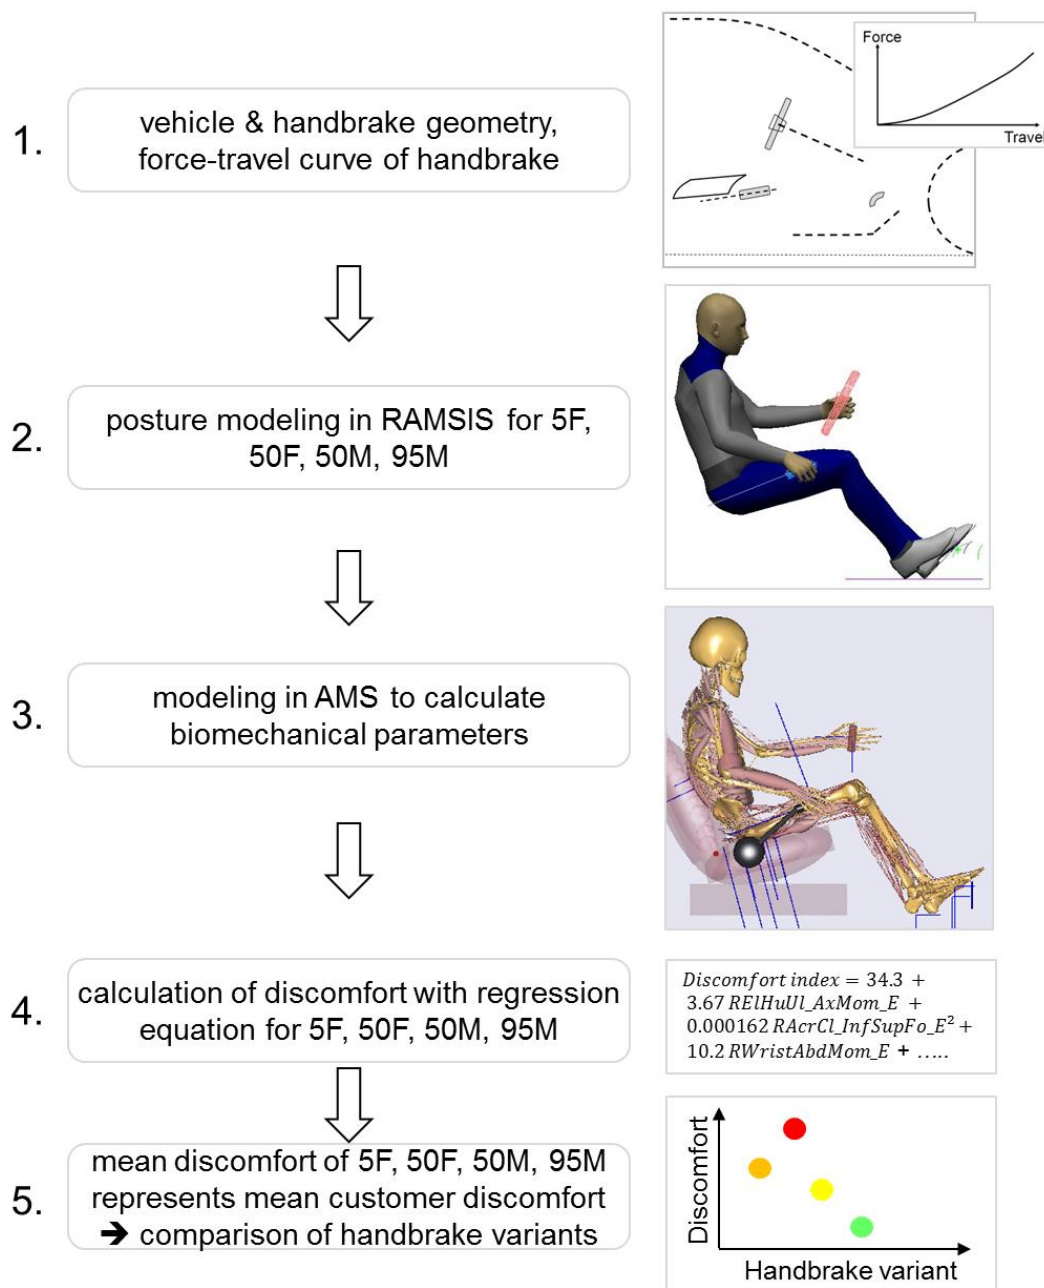 1.
vehicle & handbrake geometry,
force-travel curve of handbrake
Force
Travel
2.
posture modeling in RAMSIS for 5F,
50F, 50M, 95M
3.
modeling in AMS to calculate
biomechanical parameters
4.
calculation of discomfort with regression
equation for 5F, 50F, 50M, 95M
Discomfort index = 34.3 +
3.67 RElHuUl_AxMom_E +
0.000162 RAcrCl_InfSupFo_E² +
10.2 RWristAbdMom_E + .....
5.
mean discomfort of 5F, 50F, 50M, 95M
represents mean customer discomfort
➔ comparison of handbrake variants
Discomfort
Handbrake variant